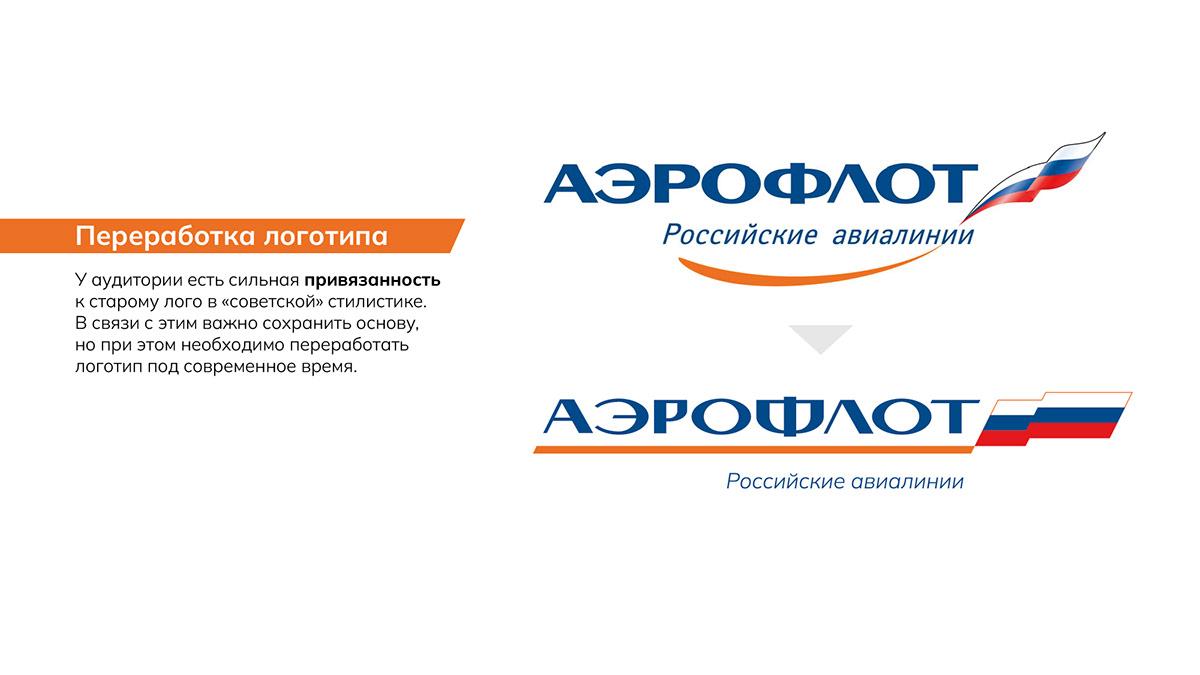 Переработка логотипа
У аудитории есть сильная привязанность
к старому лого в «советской» стилистике.
В связи с этим важно сохранить основу,
но при этом необходимо переработать
логотип под современное время.
АЭРОФЛОТ
Российские авиалинии
АЭРОФЛОТ
Российские авиалинии